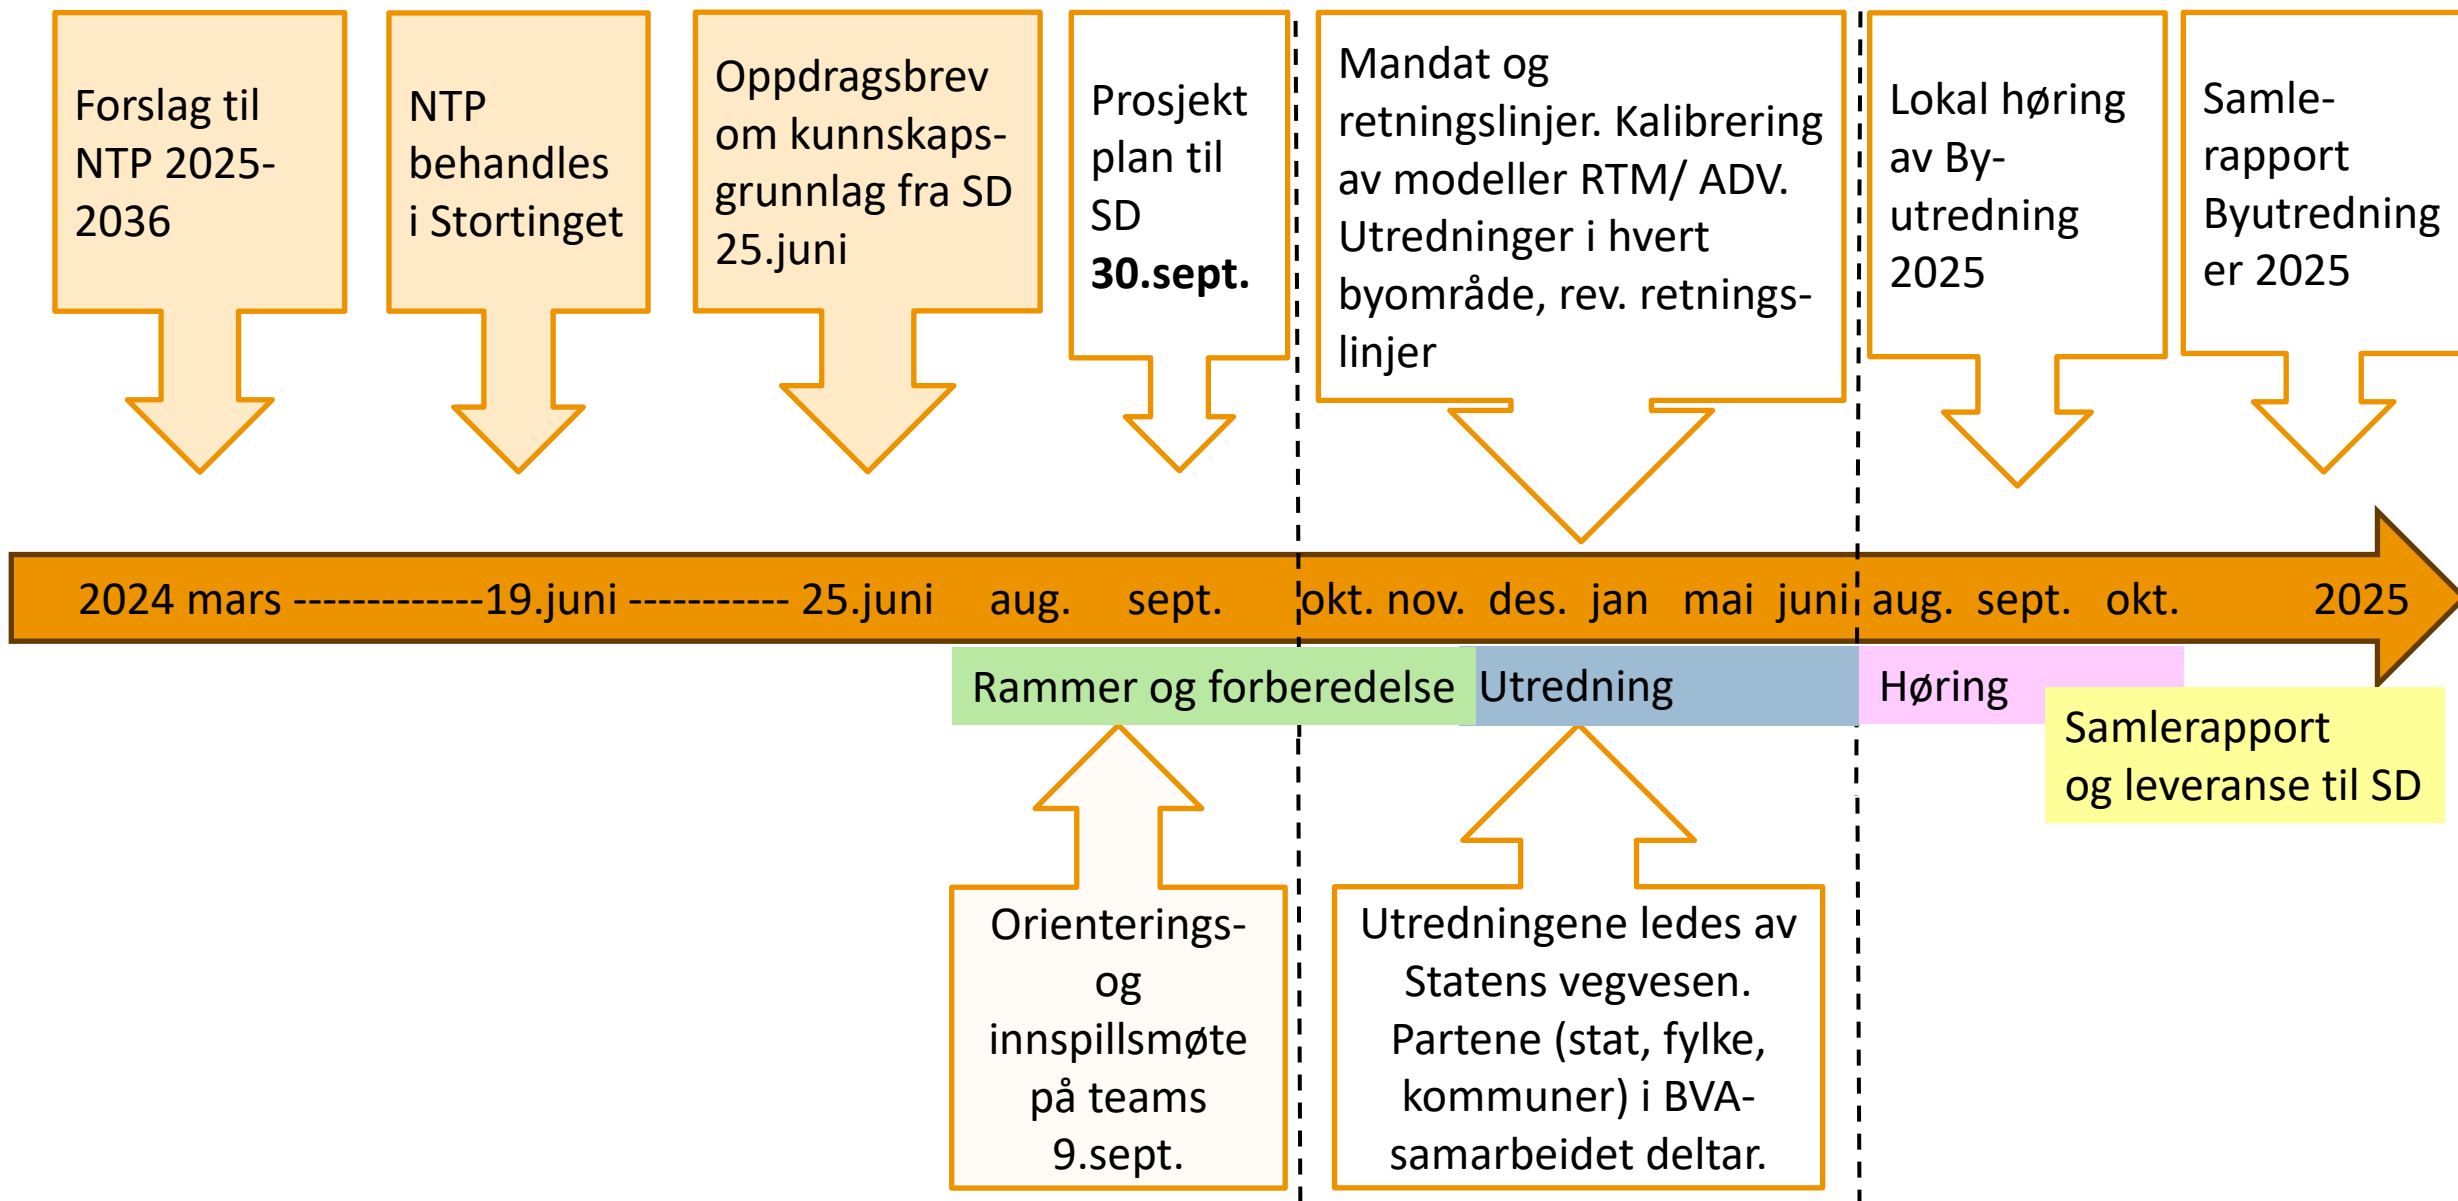 Forslag til
NTP 2025-
2036
NTP
behandles
i Stortinget
Oppdragsbrev
om kunnskaps-
grunnlag fra SD
25.juni
Prosjekt
plan til
SD
30.sept.
Mandat og
retningslinjer. Kalibrering
av modeller RTM/ ADV.
Utredninger i hvert
byområde, rev. retnings-
linjer
Lokal høring
av By-
utredning
2025
Samle-
rapport
Byutredning
er 2025
2024 mars -------------19.juni ----------- 25.juni aug. sept. okt. nov. des. jan mai juni aug. sept. okt. 2025
Rammer og forberedelse
Utredning
Høring
Samlerapport
og leveranse til SD
Orienterings-
og
innspillsmøte
på teams
9.sept.
Utredningene ledes av
Statens vegvesen.
Partene (stat, fylke,
kommuner) i BVA-
samarbeidet deltar.